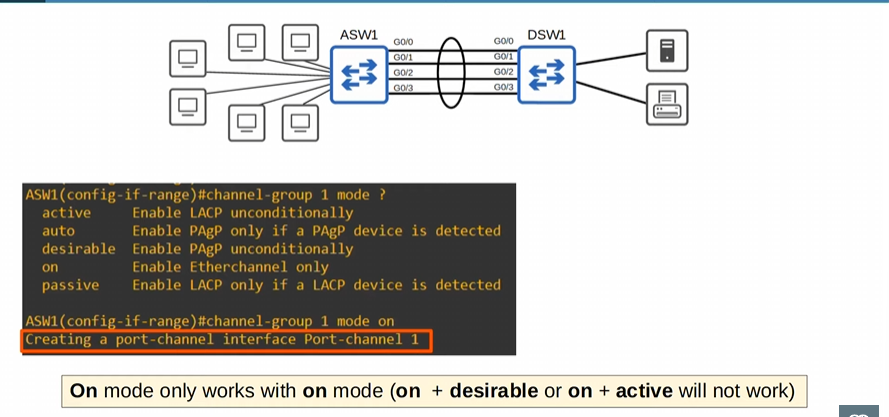 ASW1
DSW1
G0/0
G0/0
G0/1
G0/1
G0/2
G0/2
G0/3
G0/3
ASW1(config-if-range)#channel-group 1 mode ?
active Enable LACP unconditionally
auto Enable PAgP only if a PAgP device is detected
desirable Enable PAgP unconditionally
on Enable Etherchannel only
passive Enable LACP only if a LACP device is detected
ASW1(config-if-range)#channel-group 1 mode on
Creating a port-channel interface Port-channel 1
On mode only works with on mode (on + desirable or on + active will not work)